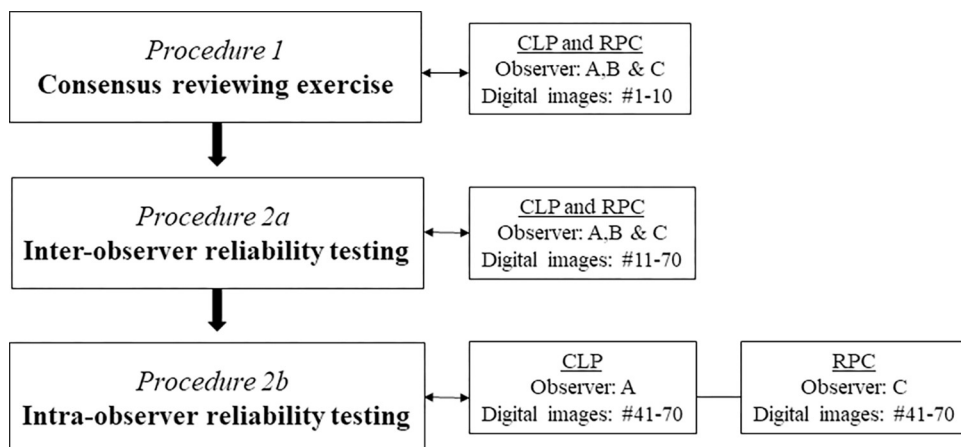 Procedure 1
Consensus reviewing exercise
CLP and RPC
Observer: A,B & C
Digital images: #1-10
Procedure 2a
Inter-observer reliability testing
CLP and RPC
Observer: A,B & C
Digital images: #11-70
Procedure 2b
Intra-observer reliability testing
CLP
Observer: A
Digital images: #41-70
RPC
Observer: C
Digital images: #41-70